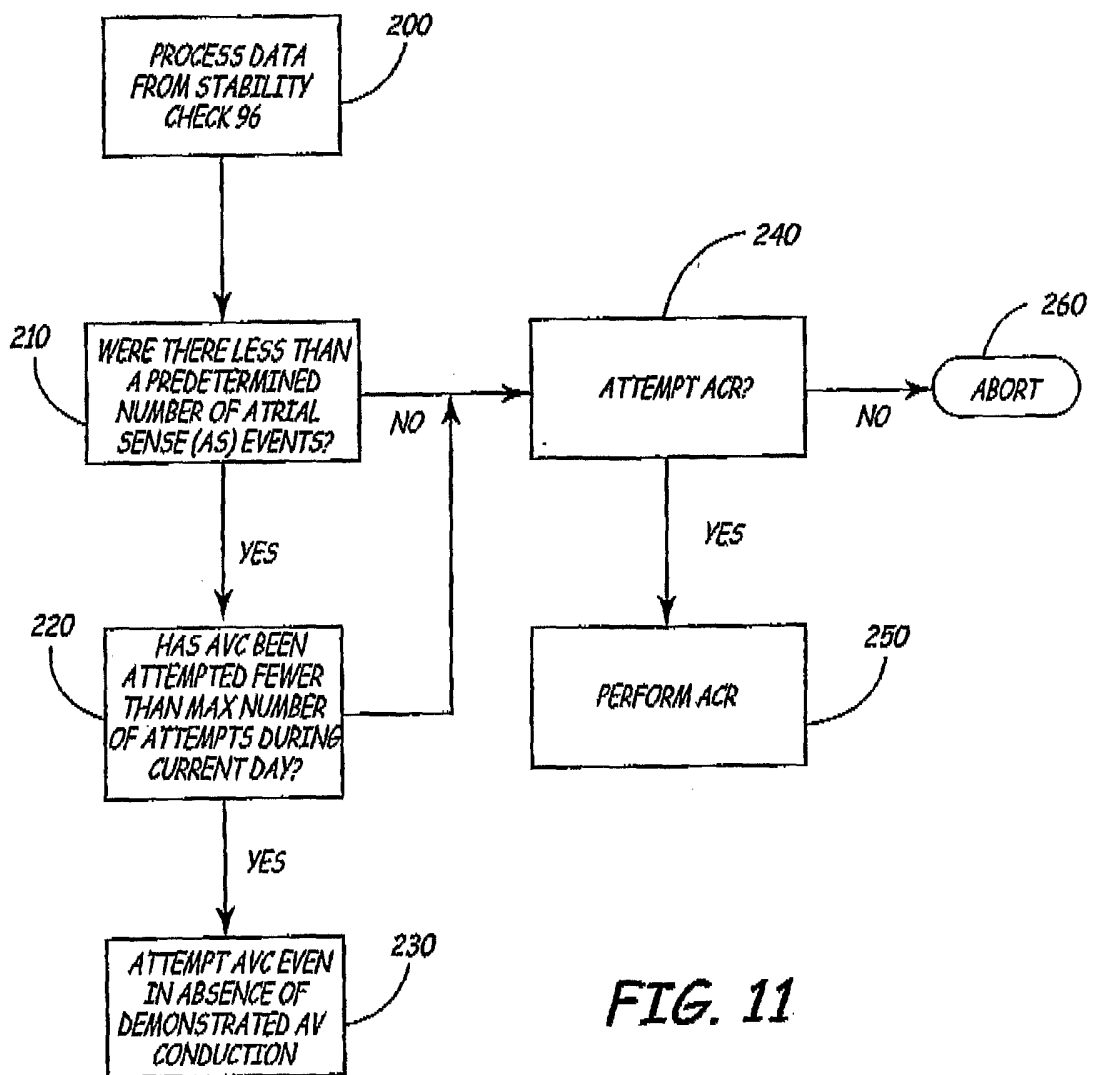 200
PROCESS DATA
FROM STABILITY
CHECK 96
240
260
210
WERE THERE LESS THAN
A PREDETERMINED
NUMBER OF ATRIAL
SENSE (AS) EVENTS?
NO
ATTEMPT ACR?
NO
ABORT
YES
YES
220
HAS AVC BEEN
ATTEMPTED FEWER
THAN MAX NUMBER
OF ATTEMPTS DURING
CURRENT DAY?
250
PERFORM ACR
YES
230
ATTEMPT AVC EVEN
IN ABSENCE OF
DEMONSTRATED AV
CONDUCTION
FIG. 11